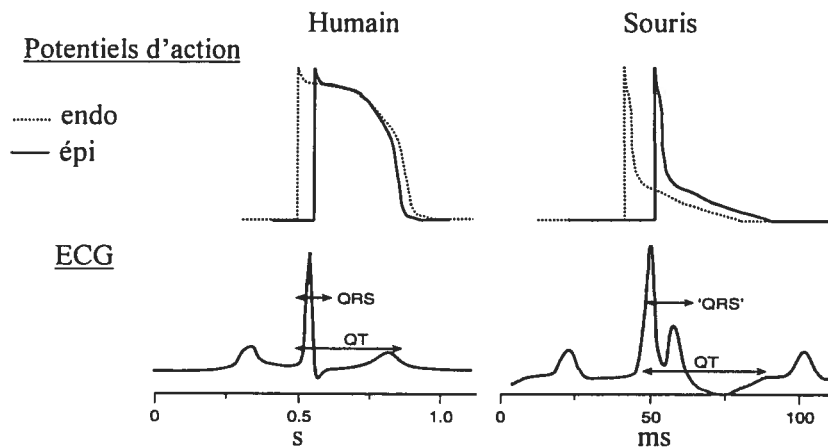 Humain
Souris
Potentiels d'action
endo
épi
ECG
QRS
QT
'QRS'
QT
0 0.5 1.0
s
0 50 100
ms